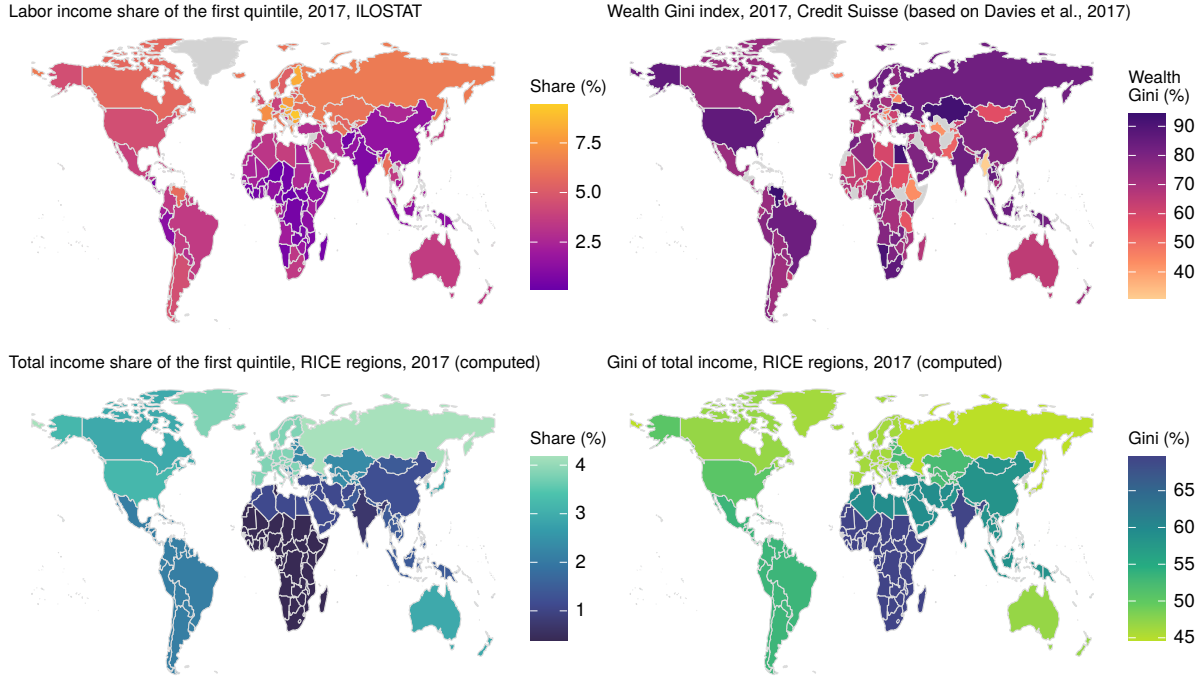 Labor income share of the first quintile, 2017, ILOSTAT
Share (%)
7.5
5.0
2.5
Wealth Gini index, 2017, Credit Suisse (based on Davies et al., 2017)
Wealth
Gini (%)
90
80
70
60
50
40
Total income share of the first quintile, RICE regions, 2017 (computed)
Share (%)
4
3
2
1
Gini of total income, RICE regions, 2017 (computed)
Gini (%)
65
60
55
50
45